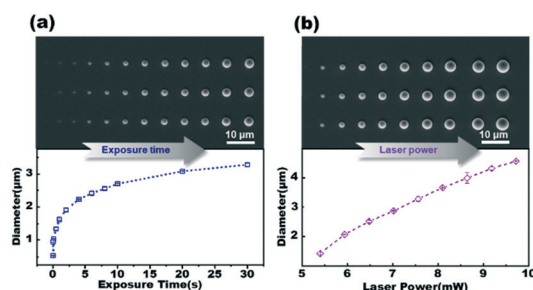 (a)
10 µm
Exposure time
3
2
1
Diameter(µm)
0 5 10 15 20 25 30
Exposure Time(s)
(b)
10 µm
Laser power
4
3
2
Diameter(µm)
5 6 7 8 9 10
Laser Power(mW)